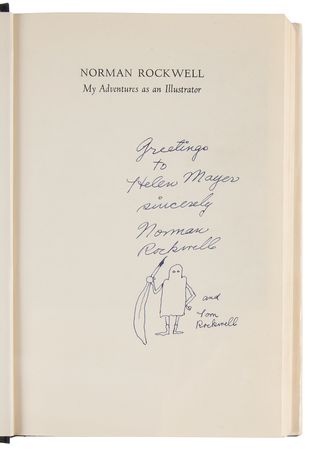 NORMAN ROCKWELL
My Adventures as an Illustrator
Greetings
to
Helen Mayer
sincerely
Norman
Rockwell
and
Tom
Rockwell